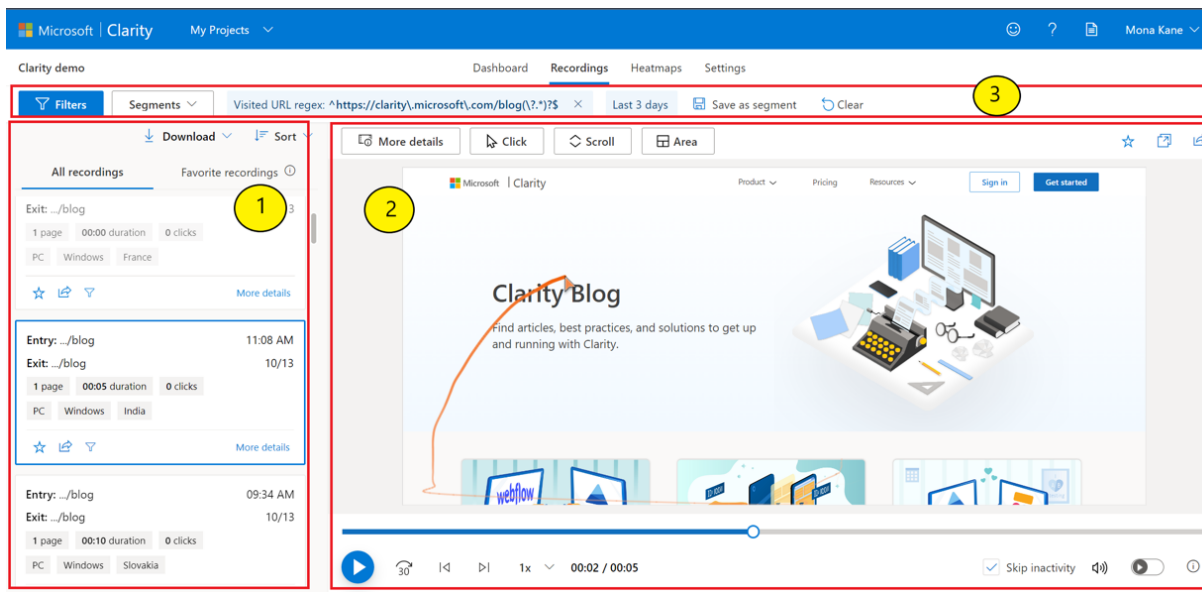 Microsoft | Clarity My Projects ? Mona Kane
Clarity demo Dashboard Recordings Heatmaps Settings
Filters Segments Visited URL regex: ^https://clarity\.microsoft\.com/blog(\?.*)?$ × Last 3 days Save as segment Clear 3
Download Sort
All recordings Favorite recordings
1
Exit: .../blog 3
1 page 00:00 duration 0 clicks
PC Windows France
More details
Entry: .../blog 11:08 AM
Exit: .../blog 10/13
1 page 00:05 duration 0 clicks
PC Windows India
More details
Entry: .../blog 09:34 AM
Exit: .../blog 10/13
1 page 00:10 duration 0 clicks
PC Windows Slovakia
More details Click Scroll Area
2
Microsoft | Clarity Product Pricing Resources Sign in Get started
Clarity Blog
Find articles, best practices, and solutions to get up
and running with Clarity.
webflow
30 1x 00:02 / 00:05 Skip inactivity